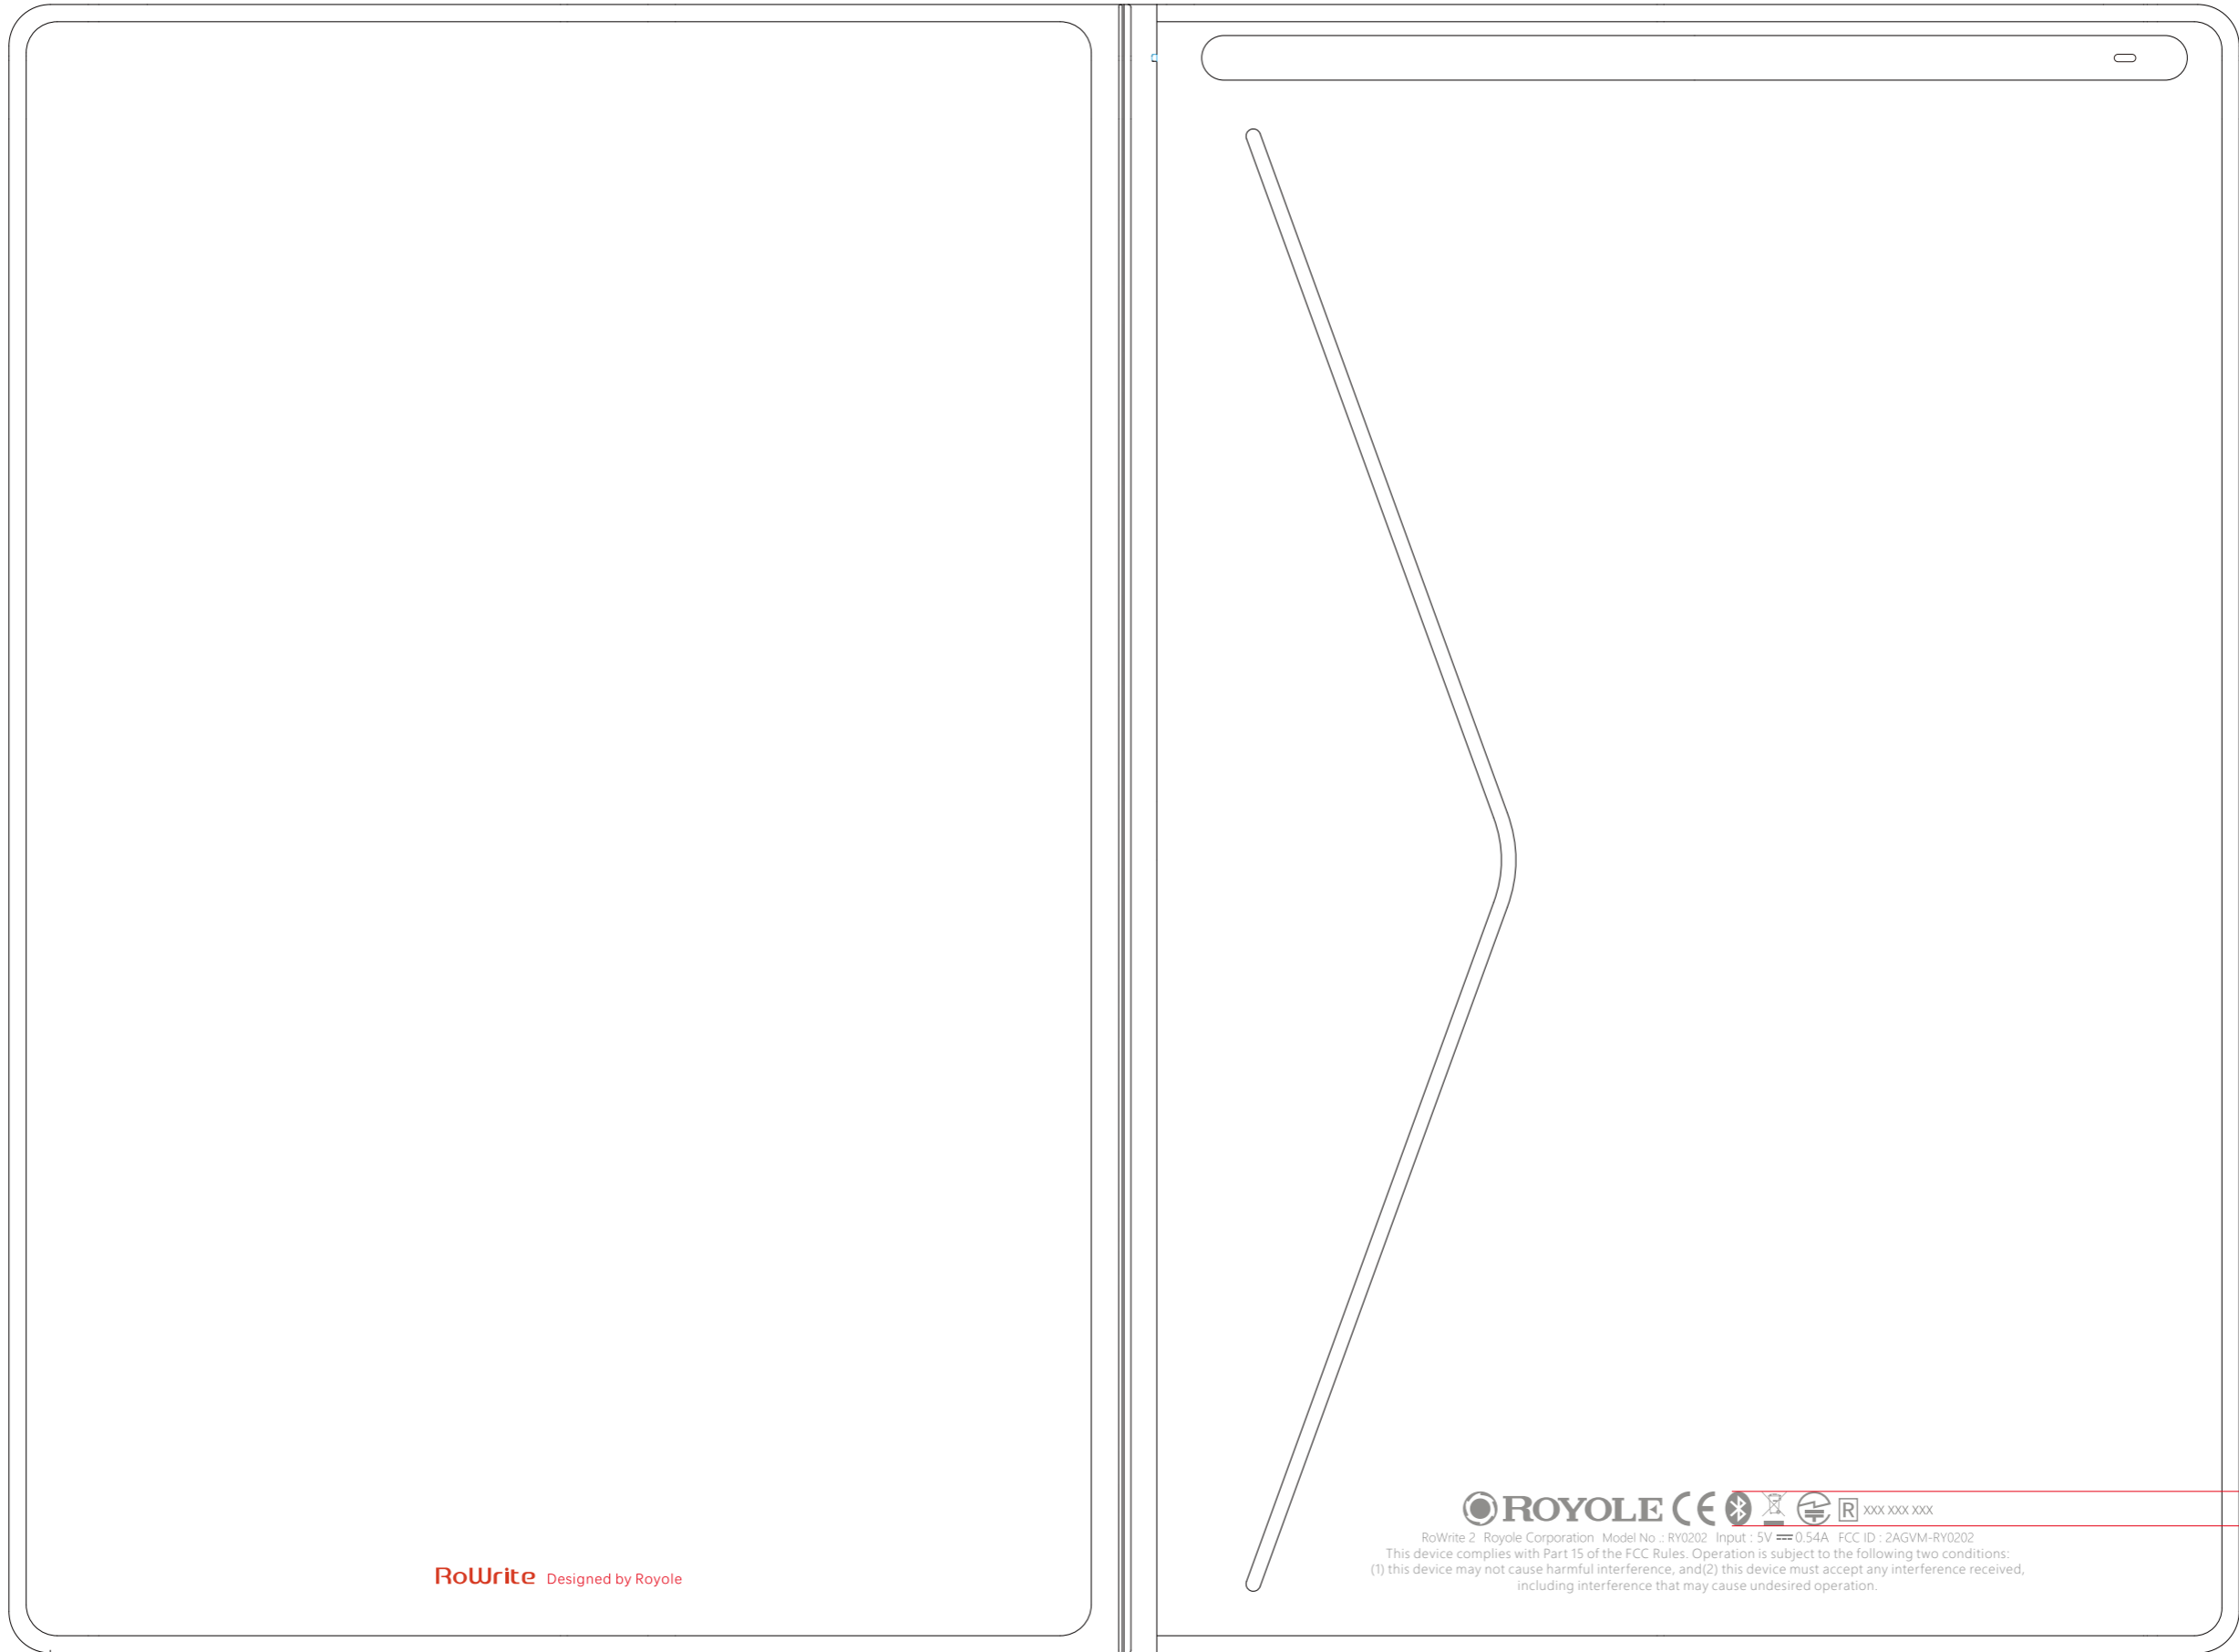 RoWrite Designed by Royole
ROYOLE CE R XXX XXX XXX
RoWrite 2 Royole Corporation Model No .: RY0202 Input : 5V 0.54A FCC ID : 2AGVM-RY0202
This device complies with Part 15 of the FCC Rules. Operation is subject to the following two conditions:
(1) this device may not cause harmful interference, and(2) this device must accept any interference received,
including interference that may cause undesired operation.